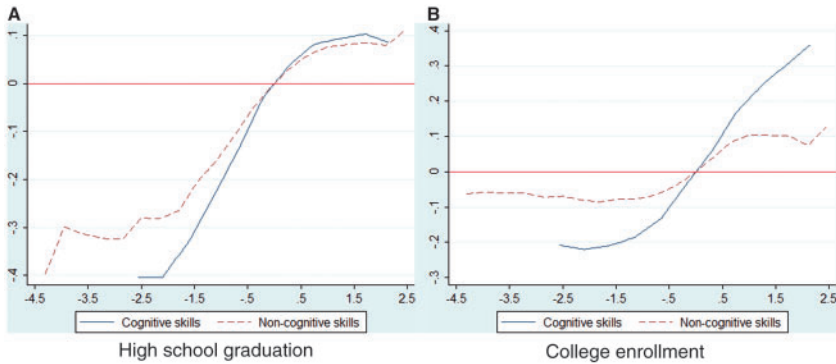 A
.1
0
-.1
-.2
-.3
-.4
-4.5 -3.5 -2.5 -1.5 -.5 .5 1.5 2.5
Cognitive skills Non-cognitive skills
High school graduation
B
.4
.3
.2
.1
0
-.1
-.2
-.3
-4.5 -3.5 -2.5 -1.5 -.5 .5 1.5 2.5
Cognitive skills Non-cognitive skills
College enrollment